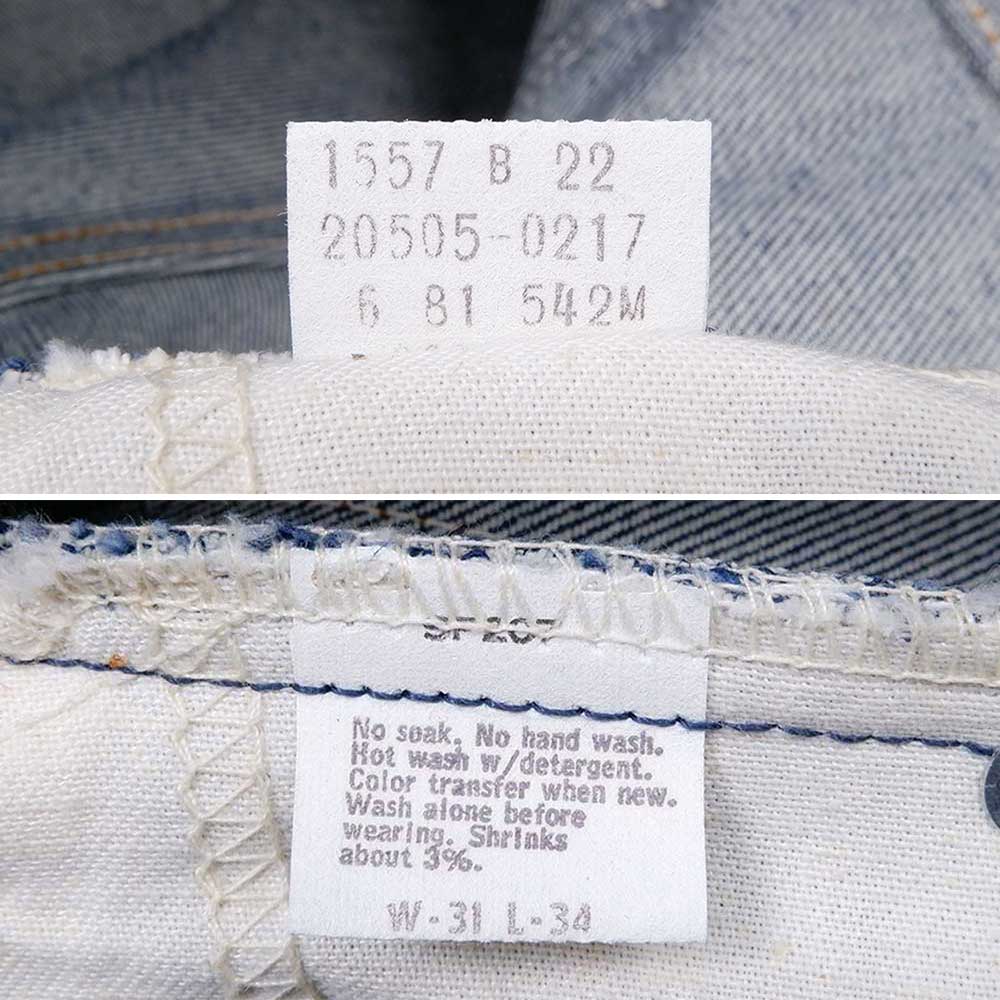 1557 B 22
20505-0217
6 81 542M
No soak, No hand wash.
Hot wash w/detergent.
Color transfer when new.
Wash alone before
wearing. Shrinks
about 3%.
W-31 L-34